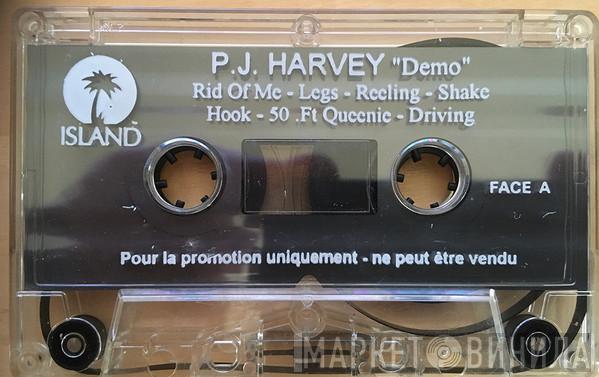 P.J. HARVEY "Demo"
Rid Of Me - Legs - Reeling - Shake
Hook - 50 .Ft Queenie - Driving
ISLAND
FACE A
Pour la promotion uniquement - ne peut être vendu
МАРКЕТ ВИНИЛА